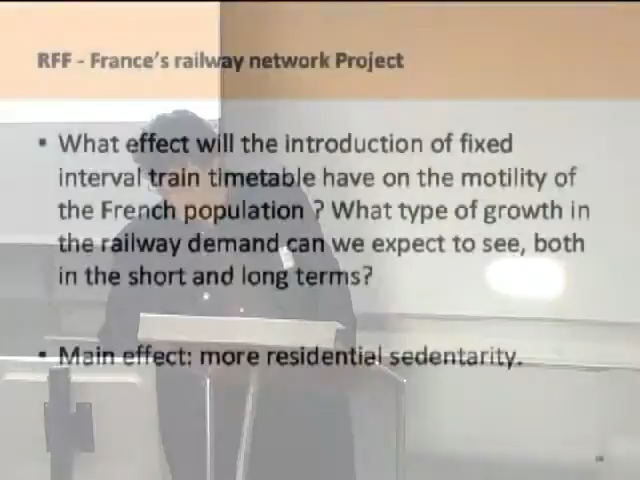 RFF - France's railway network Project
• What effect will the introduction of fixed
interval train timetable have on the motility of
the French population ? What type of growth in
the railway demand can we expect to see, both
in the short and long terms?
• Main effect: more residential sedentarity.